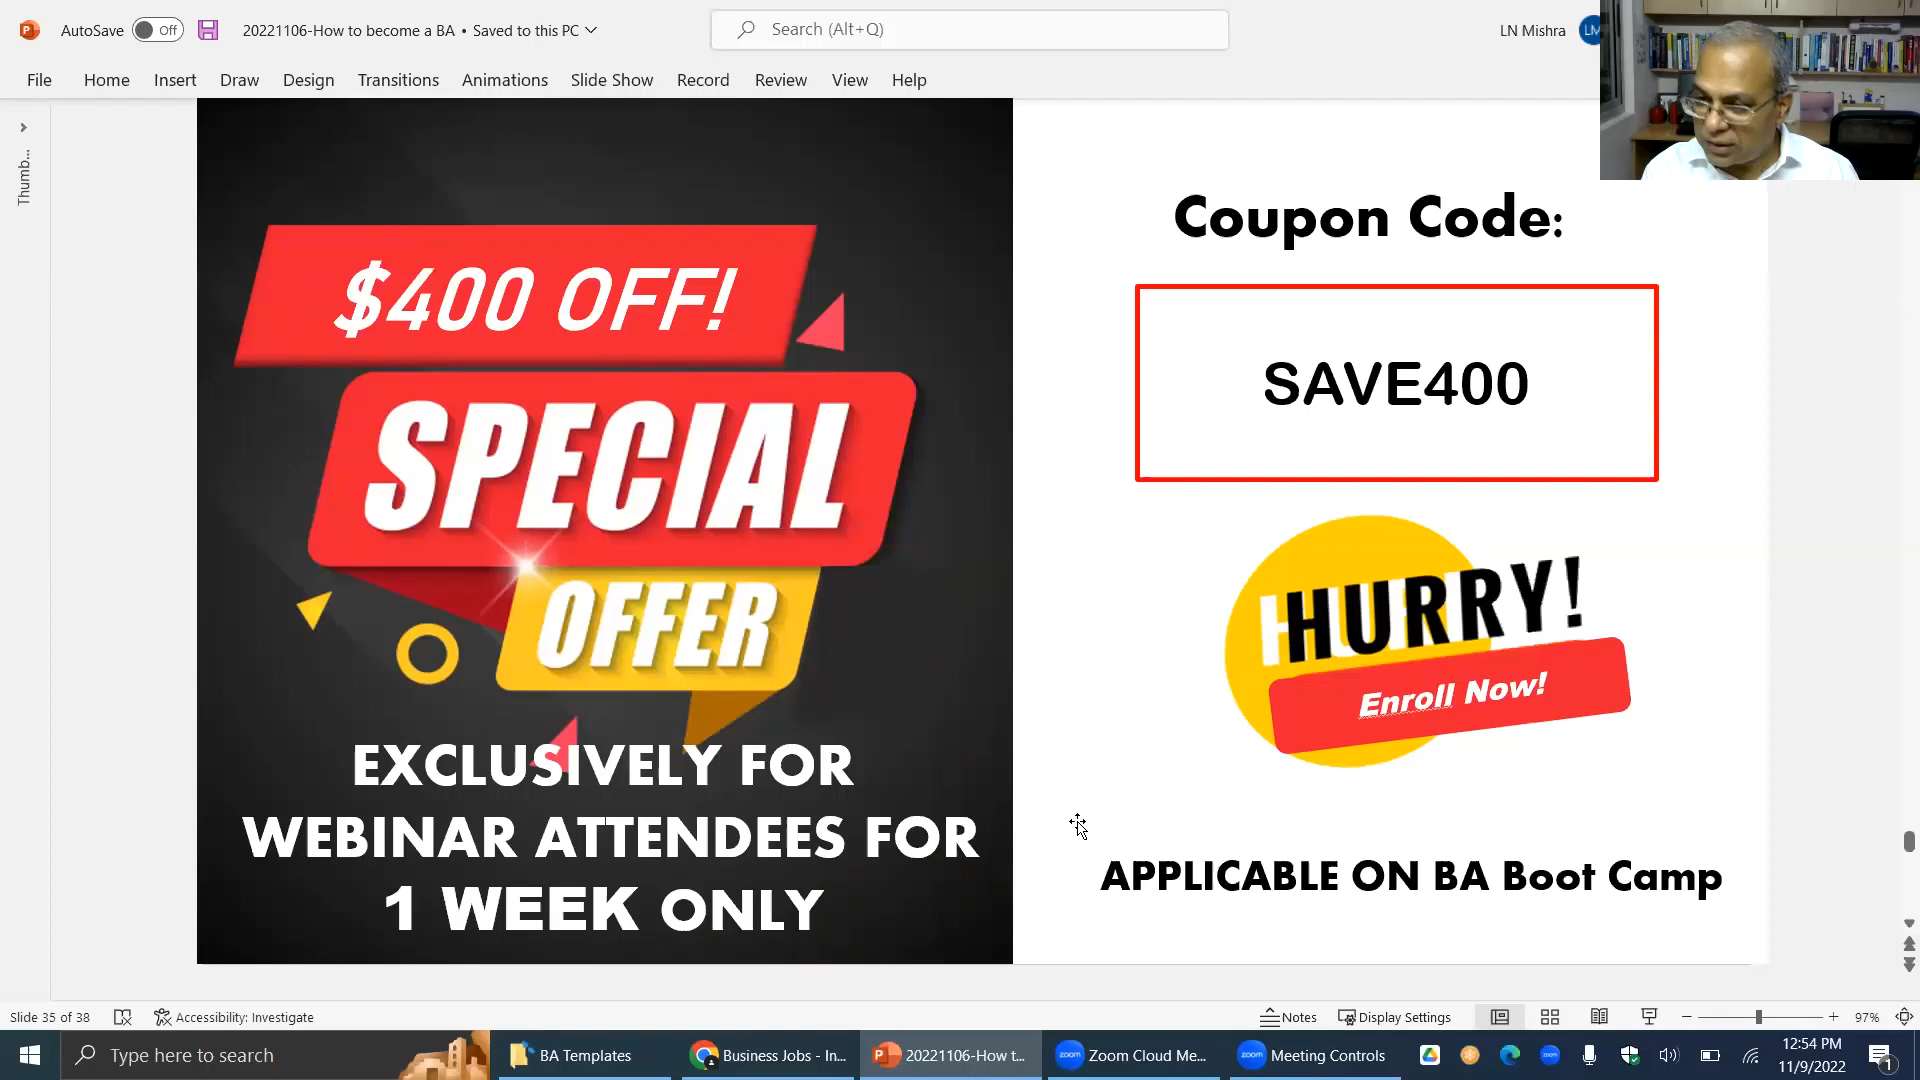 AutoSave Off 20221106-How to become a BA • Saved to this PC Search (Alt+Q) LN Mishra LM
File Home Insert Draw Design Transitions Animations Slide Show Record Review View Help
Thumb...
$400 OFF!
SPECIAL
OFFER
EXCLUSIVELY FOR
WEBINAR ATTENDEES FOR
1 WEEK ONLY
Coupon Code:
SAVE400
HURRY!
Enroll Now!
APPLICABLE ON BA Boot Camp
Slide 35 of 38 Accessibility: Investigate Notes Display Settings 97%
Type here to search BA Templates Business Jobs - In... 20221106-How t... Zoom Cloud Me... Meeting Controls 12:54 PM
11/9/2022 1